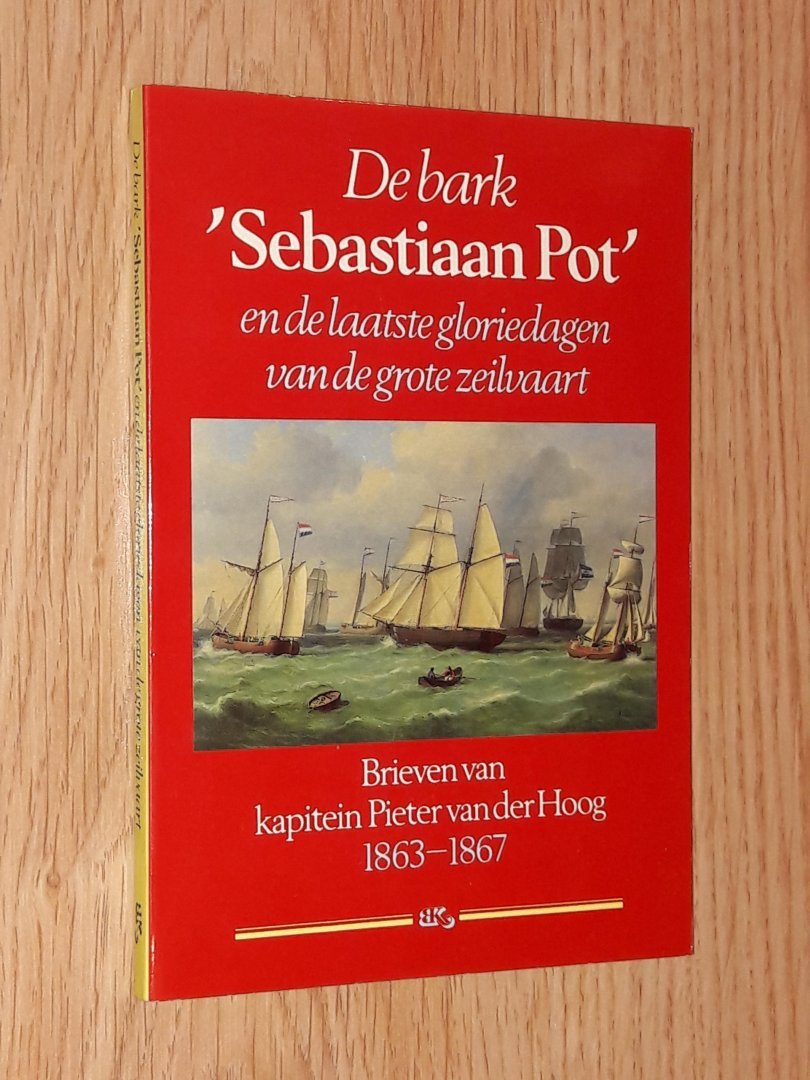 De bark
'Sebastiaan Pot'
en de laatste gloriedagen
van de grote zeilvaart
Brieven van
kapitein Pieter van der Hoog
1863–1867
BK
De bark 'Sebastiaan Pot' en de laatste gloriedagen van de grote zeilvaart
BK